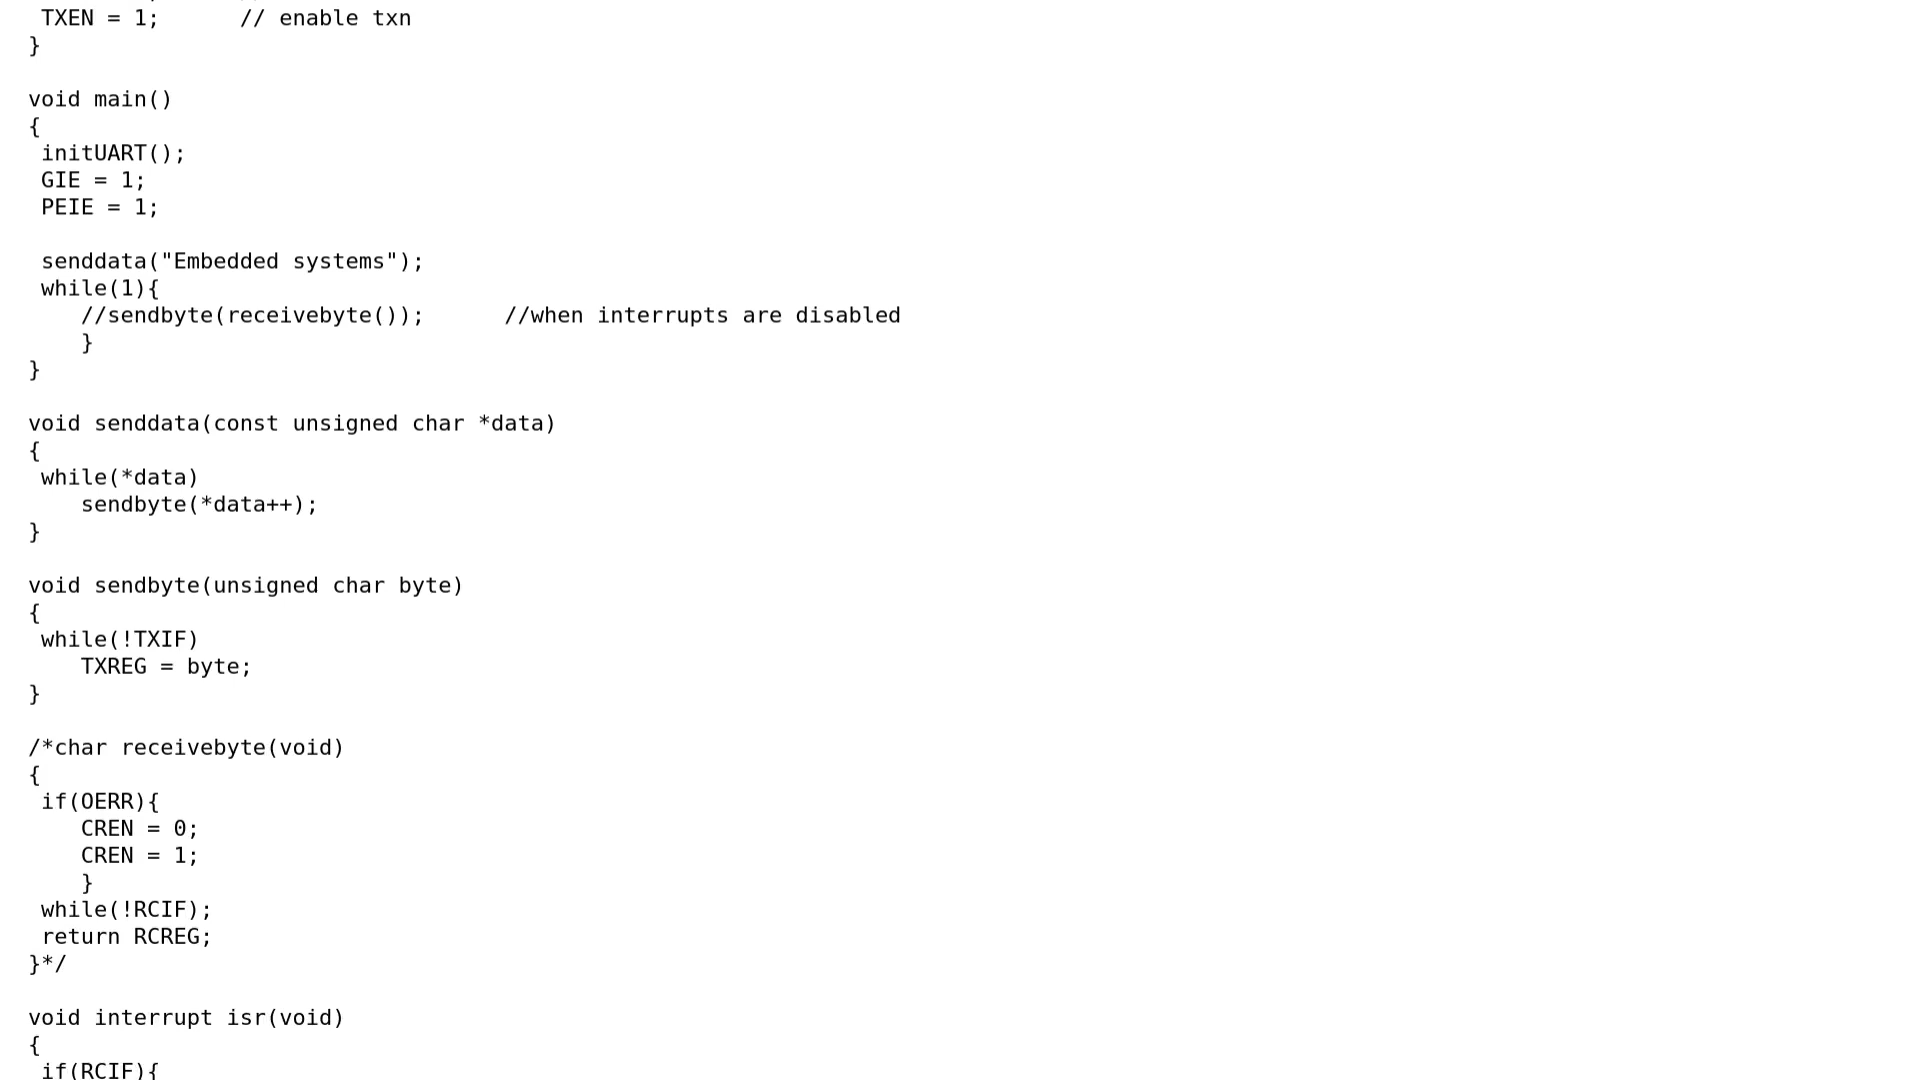 TXEN = 1;      // enable txn
}
void main()
{
initUART();
GIE = 1;
PEIE = 1;
senddata("Embedded systems");
while(1){
//sendbyte(receivebyte());      //when interrupts are disabled
}
}
void senddata(const unsigned char *data)
{
while(*data)
sendbyte(*data++);
}
void sendbyte(unsigned char byte)
{
while(!TXIF)
TXREG = byte;
}
/*char receivebyte(void)
{
if(OERR){
CREN = 0;
CREN = 1;
}
while(!RCIF);
return RCREG;
}*/
void interrupt isr(void)
{
if(RCIF){